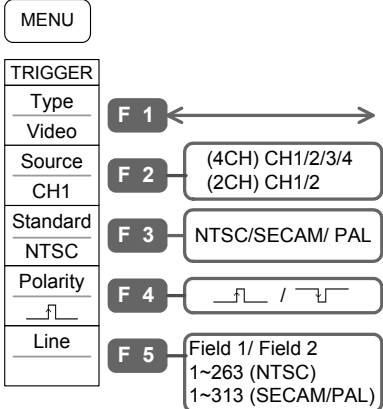 MENU
TRIGGER
Type
Video
F 1
Source
CH1
F 2
(4CH) CH1/2/3/4
(2CH) CH1/2
Standard
NTSC
F 3
NTSC/SECAM/ PAL
Polarity
F 4
/
Line
F 5
Field 1/ Field 2
1~263 (NTSC)
1~313 (SECAM/PAL)